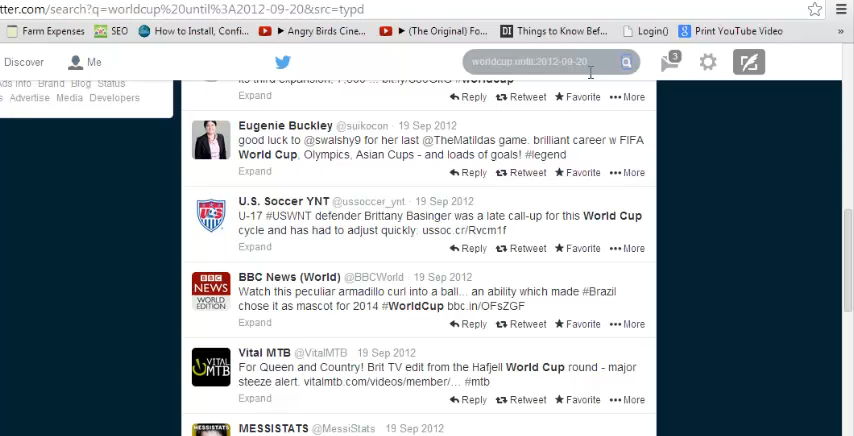 tter.com/search?q=worldcup%20until%3A2012-09-20&src=typd
Farm Expenses SEO How to Install, Confi... Angry Birds Cine... (The Original) Fo... DI Things to Know Bef... Login() Print YouTube Video »
Discover Me worldcup until:2012-09-20 3
Ads info Brand Blog Status
Advertise Media Developers
Expand Reply Retweet Favorite More
Eugenie Buckley @suikocon · 19 Sep 2012
good luck to @swalshy9 for her last @TheMatildas game. brilliant career w FIFA
World Cup, Olympics, Asian Cups - and loads of goals! #legend
Expand Reply Retweet Favorite More
U.S. Soccer YNT @ussoccer_ynt · 19 Sep 2012
U-17 #USWNT defender Brittany Basinger was a late call-up for this World Cup
cycle and has had to adjust quickly: ussoc.cr/Rvcm1f
Expand Reply Retweet Favorite More
BBC NEWS WORLD EDITION
BBC News (World) @BBCWorld · 19 Sep 2012
Watch this peculiar armadillo curl into a ball... an ability which made #Brazil
chose it as mascot for 2014 #WorldCup bbc.in/OFsZGF
Expand Reply Retweet Favorite More
VITAL MTB
Vital MTB @VitalMTB · 19 Sep 2012
For Queen and Country! Brit TV edit from the Hafjell World Cup round - major
steeze alert. vitalmtb.com/videos/member/... #mtb
Expand Reply Retweet Favorite More
MESSISTATS
MESSISTATS @MessiStats · 19 Sep 2012